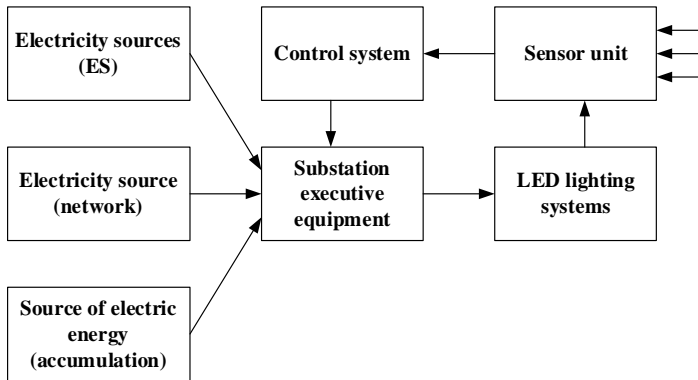 Electricity sources
(ES)
Control system
Sensor unit
Electricity source
(network)
Substation
executive
equipment
LED lighting
systems
Source of electric
energy
(accumulation)